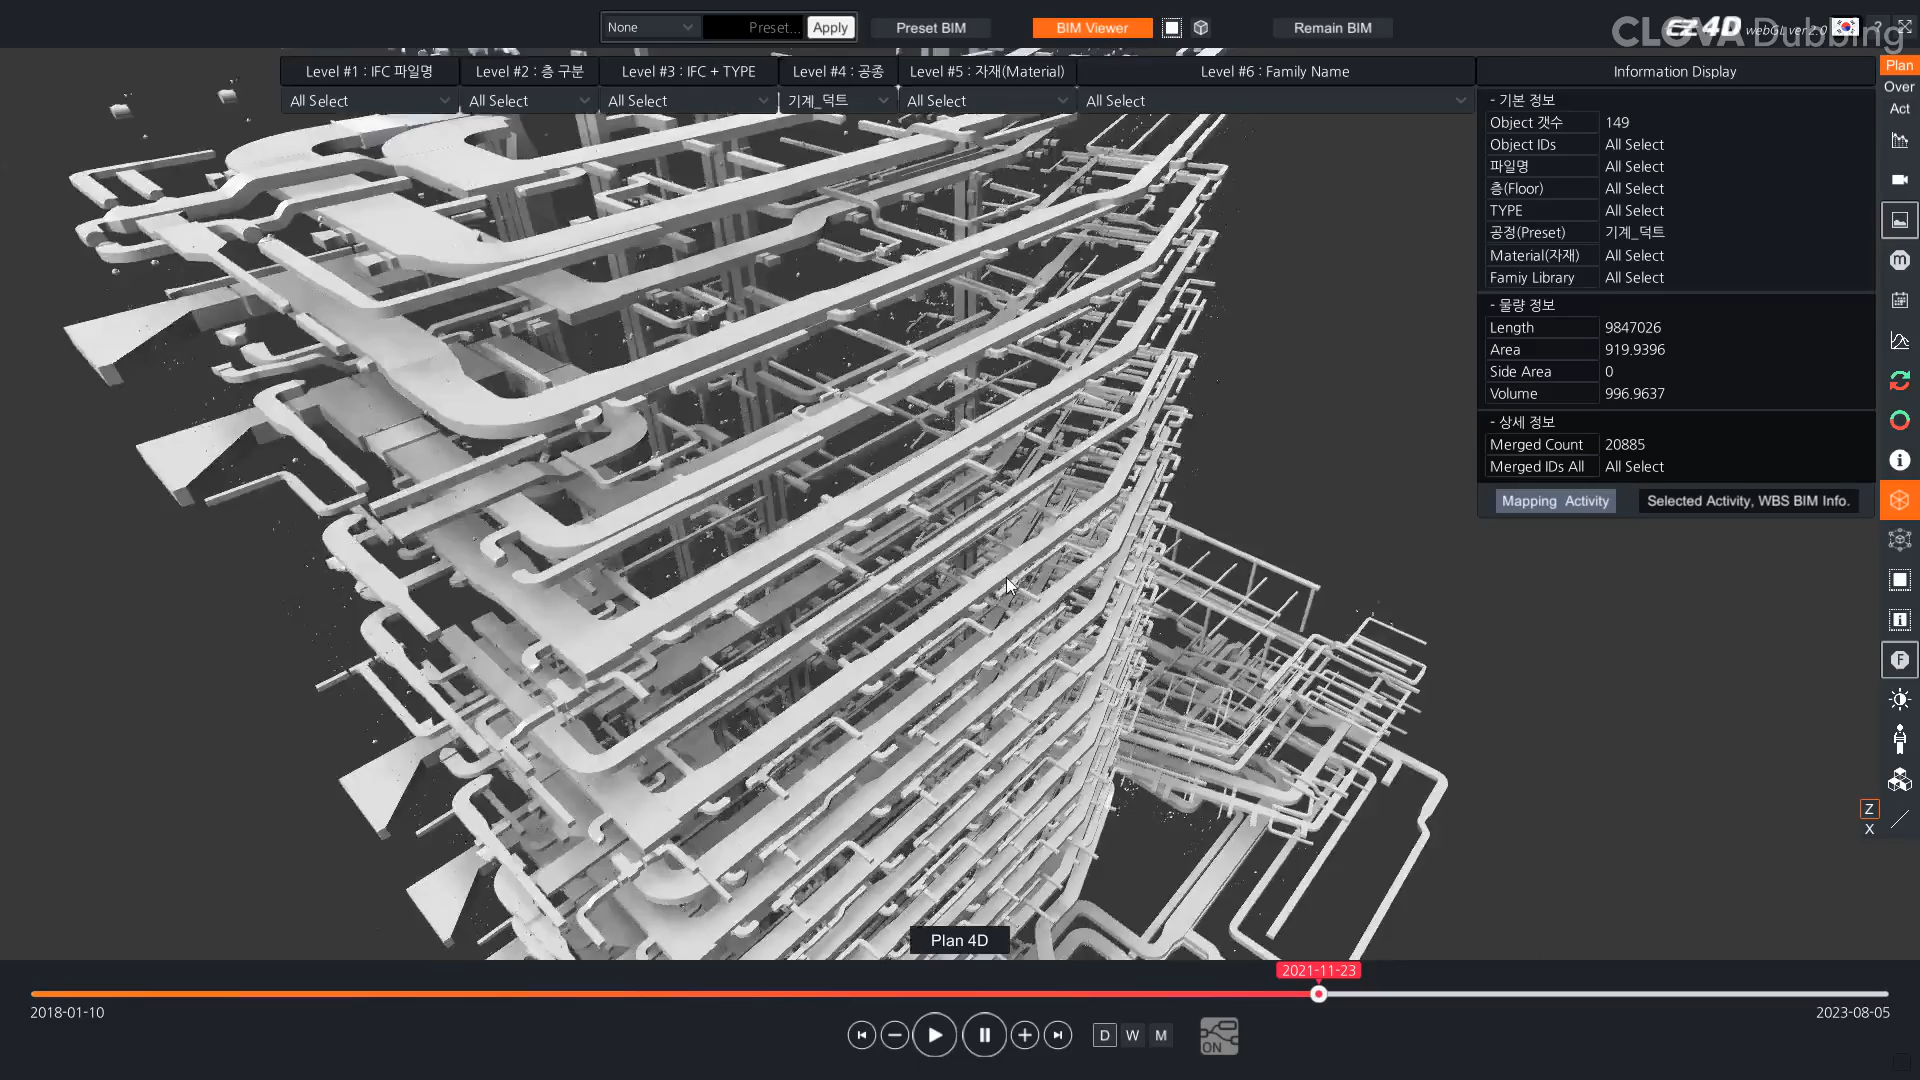 None Preset... Apply Preset BIM BIM Viewer Remain BIM EZ 4D webGL ver 2.0 ?
CLOVA Dubbing
Level #1 : IFC 파일명 Level #2 : 층 구분 Level #3 : IFC + TYPE Level #4 : 공종 Level #5 : 자재(Material) Level #6 : Family Name Information Display
All Select All Select All Select 기계_덕트 All Select All Select
Plan
Over
Act
- 기본 정보
Object 갯수 149
Object IDs All Select
파일명 All Select
층(Floor) All Select
TYPE All Select
공정(Preset) 기계_덕트
Material(자재) All Select
Famiy Library All Select
- 물량 정보
Length 9847026
Area 919.9396
Side Area 0
Volume 996.9637
- 상세 정보
Merged Count 20885
Merged IDs All All Select
Mapping Activity Selected Activity, WBS BIM Info.
m
i
i
F
Z
X
Plan 4D
2021-11-23
2018-01-10 2023-08-05
D W M ON